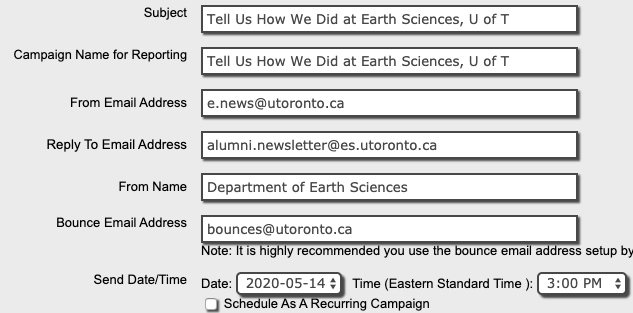 Subject Tell Us How We Did at Earth Sciences, U of T
Campaign Name for Reporting Tell Us How We Did at Earth Sciences, U of T
From Email Address e.news@utoronto.ca
Reply To Email Address alumni.newsletter@es.utoronto.ca
From Name Department of Earth Sciences
Bounce Email Address bounces@utoronto.ca
Note: It is highly recommended you use the bounce email address setup by
Send Date/Time Date: 2020-05-14 Time (Eastern Standard Time ): 3:00 PM
Schedule As A Recurring Campaign